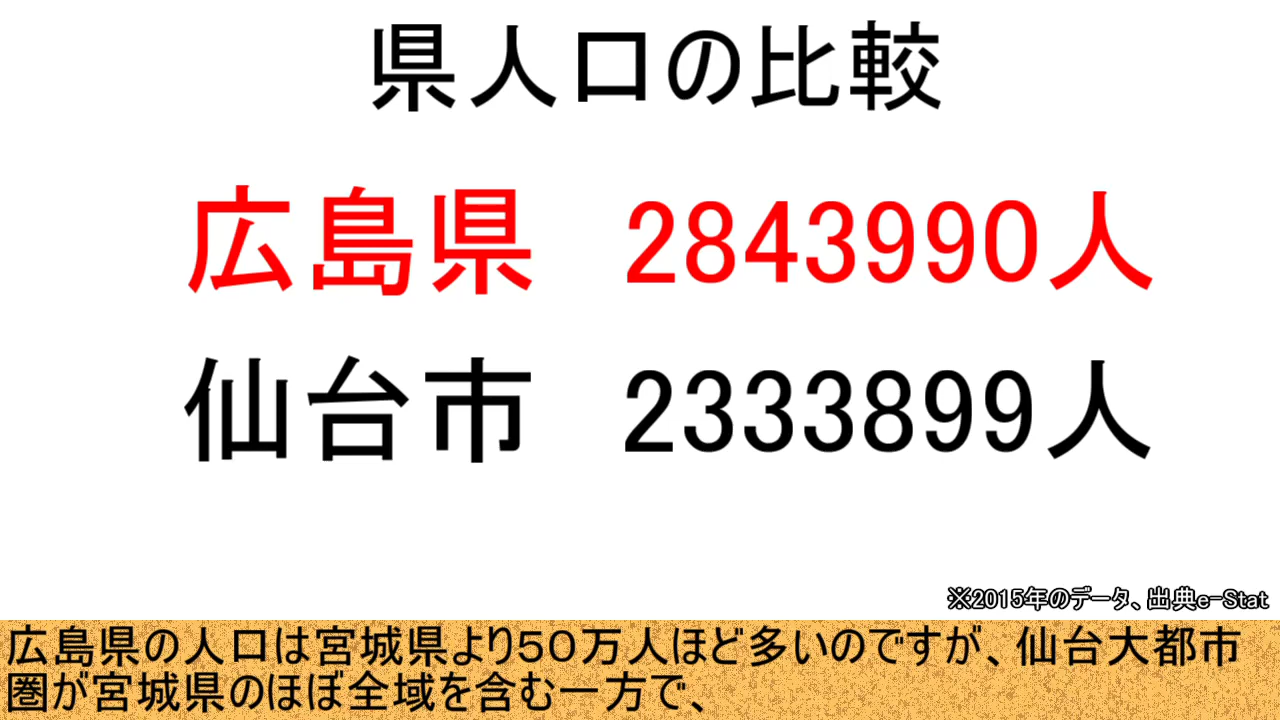 県人口の比較
広島県 2843990人
仙台市 2333899人
※2015年のデータ、出典e-Stat
広島県の人口は宮城県より５０万人ほど多いのですが、仙台大都市
圏が宮城県のほぼ全域を含む一方で、